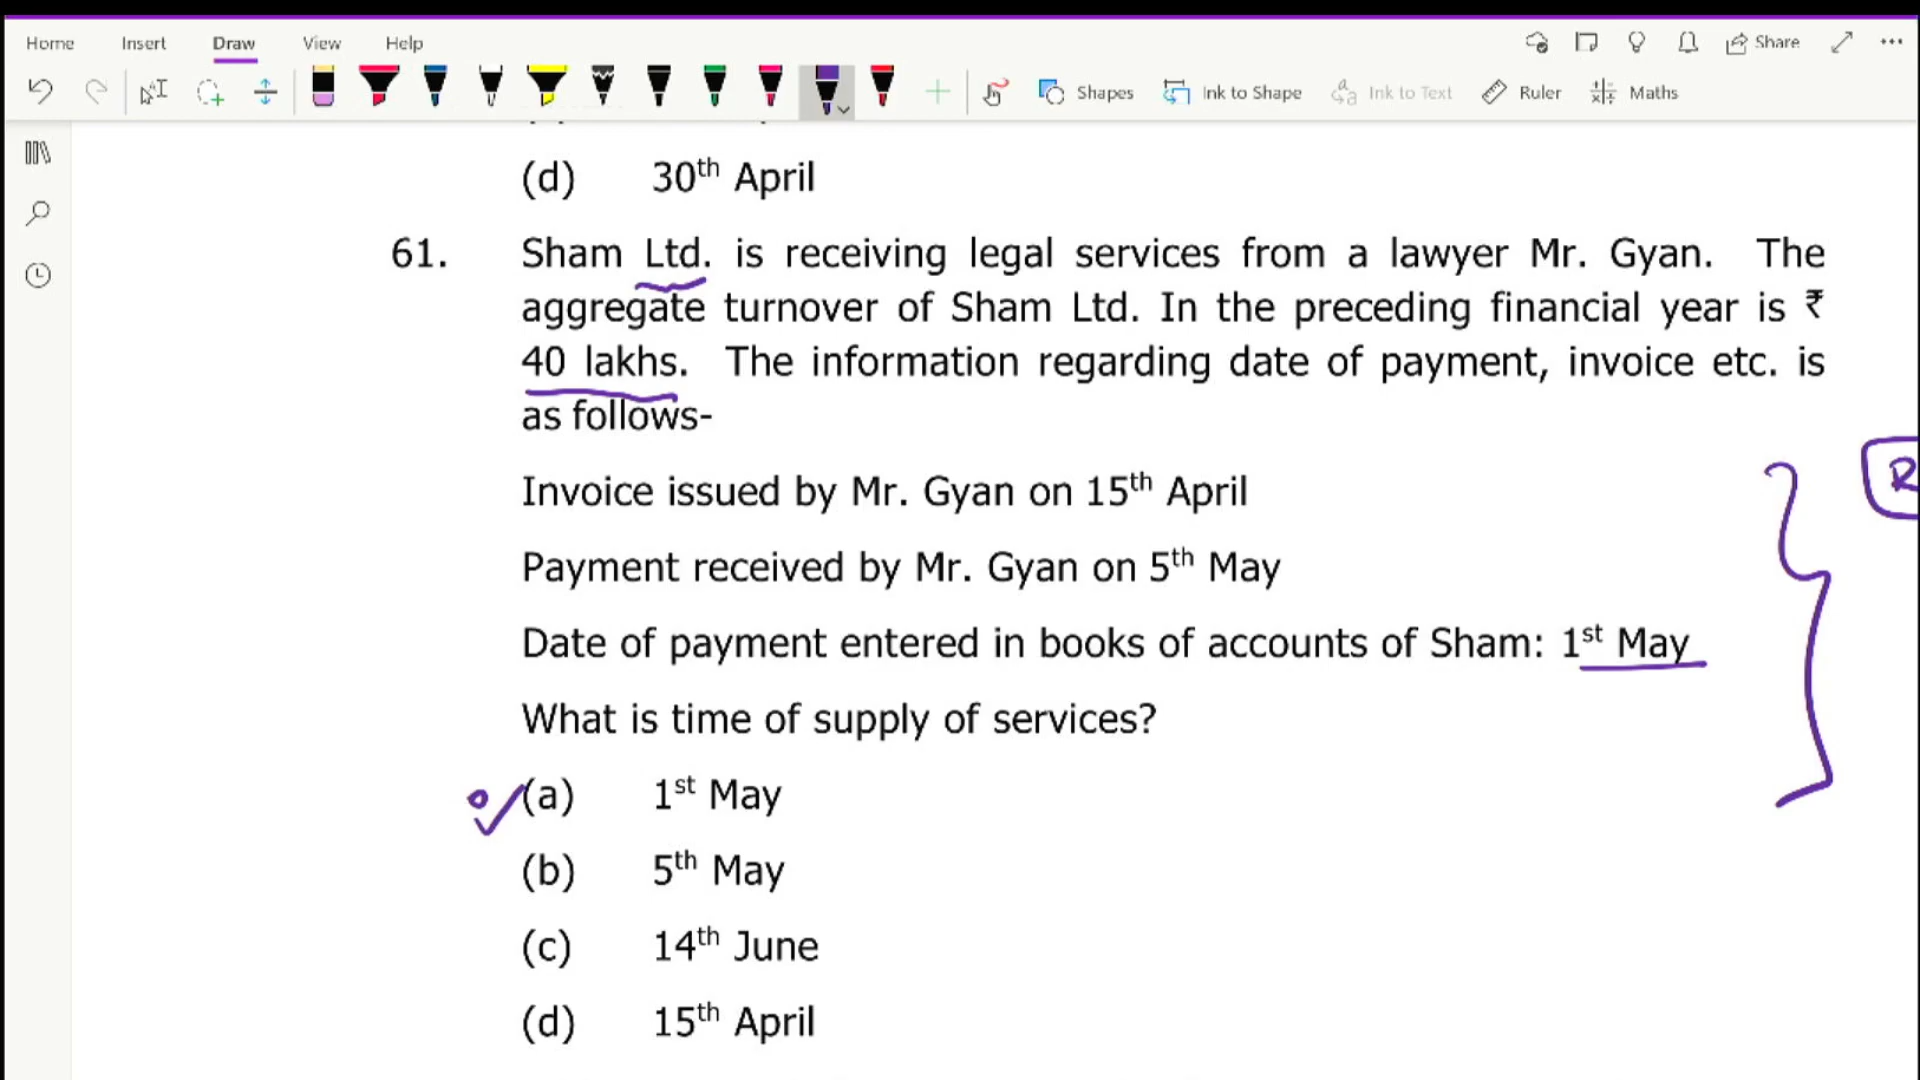 Home Insert Draw View Help Share
Shapes Ink to Shape Ink to Text Ruler Maths
(d) 30th April
61. Sham Ltd. is receiving legal services from a lawyer Mr. Gyan. The
aggregate turnover of Sham Ltd. In the preceding financial year is ₹
40 lakhs. The information regarding date of payment, invoice etc. is
as follows-
Invoice issued by Mr. Gyan on 15th April
Payment received by Mr. Gyan on 5th May
Date of payment entered in books of accounts of Sham: 1st May
What is time of supply of services?
(a) 1st May
(b) 5th May
(c) 14th June
(d) 15th April